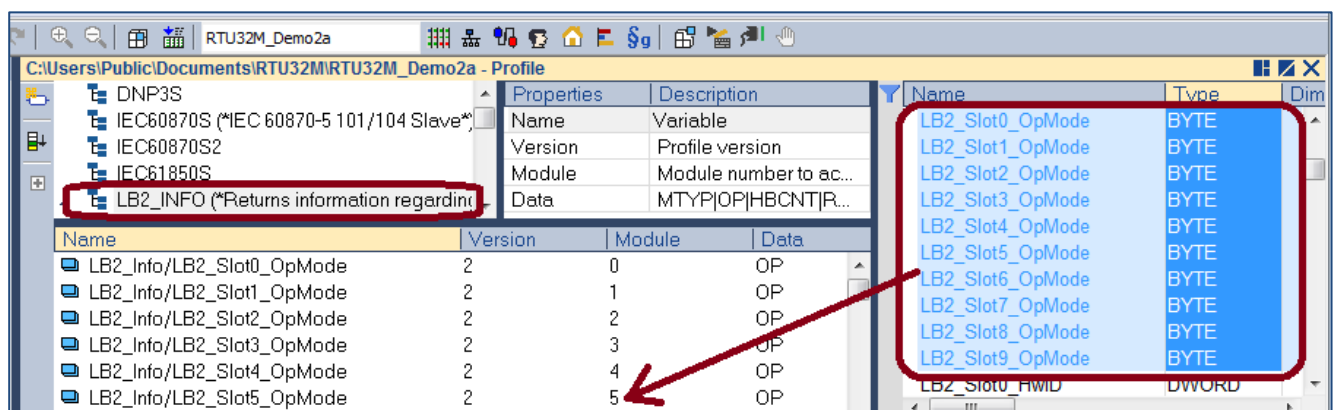 RTU32M_Demo2a
C:\Users\Public\Documents\RTU32M\RTU32M_Demo2a - Profile
DNP3S
IEC60870S (*IEC 60870-5 101/104 Slave*)
IEC60870S2
IEC61850S
LB2_INFO (*Returns information regarding
Properties Description
Name Variable
Version Profile version
Module Module number to ac...
Data MTYP|OP|HBCNT|R...
Name Version Module Data
LB2_Info/LB2_Slot0_OpMode 2 0 OP
LB2_Info/LB2_Slot1_OpMode 2 1 OP
LB2_Info/LB2_Slot2_OpMode 2 2 OP
LB2_Info/LB2_Slot3_OpMode 2 3 OP
LB2_Info/LB2_Slot4_OpMode 2 4 OP
LB2_Info/LB2_Slot5_OpMode 2 5 OP
Name Type Dim
LB2_Slot0_OpMode BYTE
LB2_Slot1_OpMode BYTE
LB2_Slot2_OpMode BYTE
LB2_Slot3_OpMode BYTE
LB2_Slot4_OpMode BYTE
LB2_Slot5_OpMode BYTE
LB2_Slot6_OpMode BYTE
LB2_Slot7_OpMode BYTE
LB2_Slot8_OpMode BYTE
LB2_Slot9_OpMode BYTE
LB2_Slot0_HwID DWORD